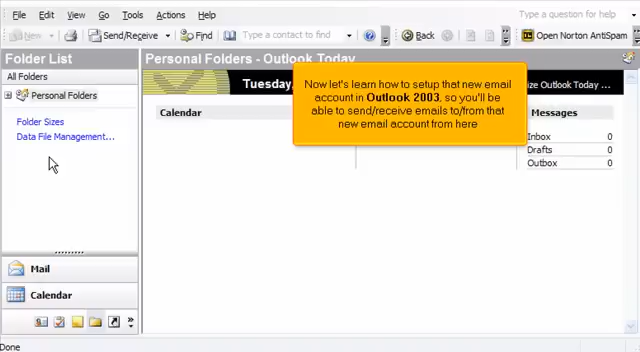 File Edit View Go Tools Actions Help Type a question for help
New Send/Receive Find Type a contact to find Back Open Norton AntiSpam
Folder List
Personal Folders - Outlook Today
All Folders
Personal Folders
Folder Sizes
Data File Management...
Tuesday,
ize Outlook Today ...
Now let's learn how to setup that new email
account in Outlook 2003, so you'll be
able to send/receive emails to/from that
new email account from here
Calendar
Messages
Inbox 0
Drafts 0
Outbox 0
Mail
Calendar
Done